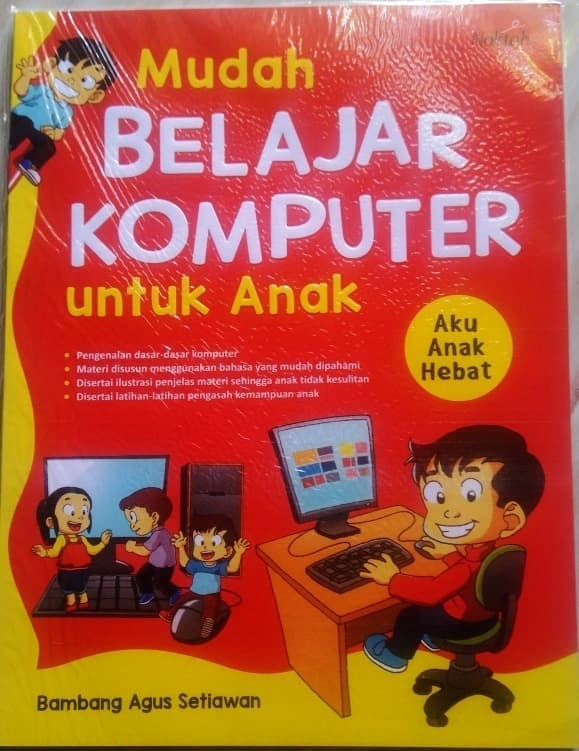 Noktah
Mudah
BELAJAR
KOMPUTER
untuk Anak
• Pengenalan dasar-dasar komputer
• Materi disusun menggunakan bahasa yang mudah dipahami
• Disertai ilustrasi penjelas materi sehingga anak tidak kesulitan
• Disertai latihan-latihan pengasah kemampuan anak
Aku
Anak
Hebat
Bambang Agus Setiawan